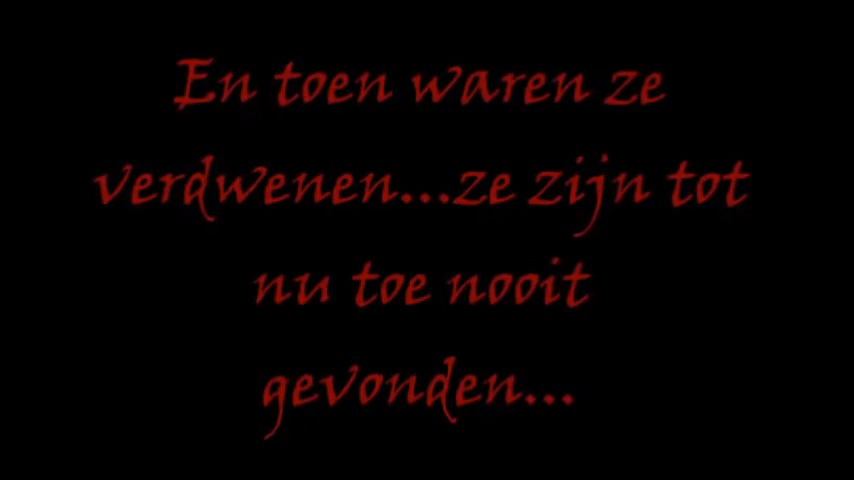 En toen waren ze
verdwenen...ze zijn tot
nu toe nooit
gevonden...